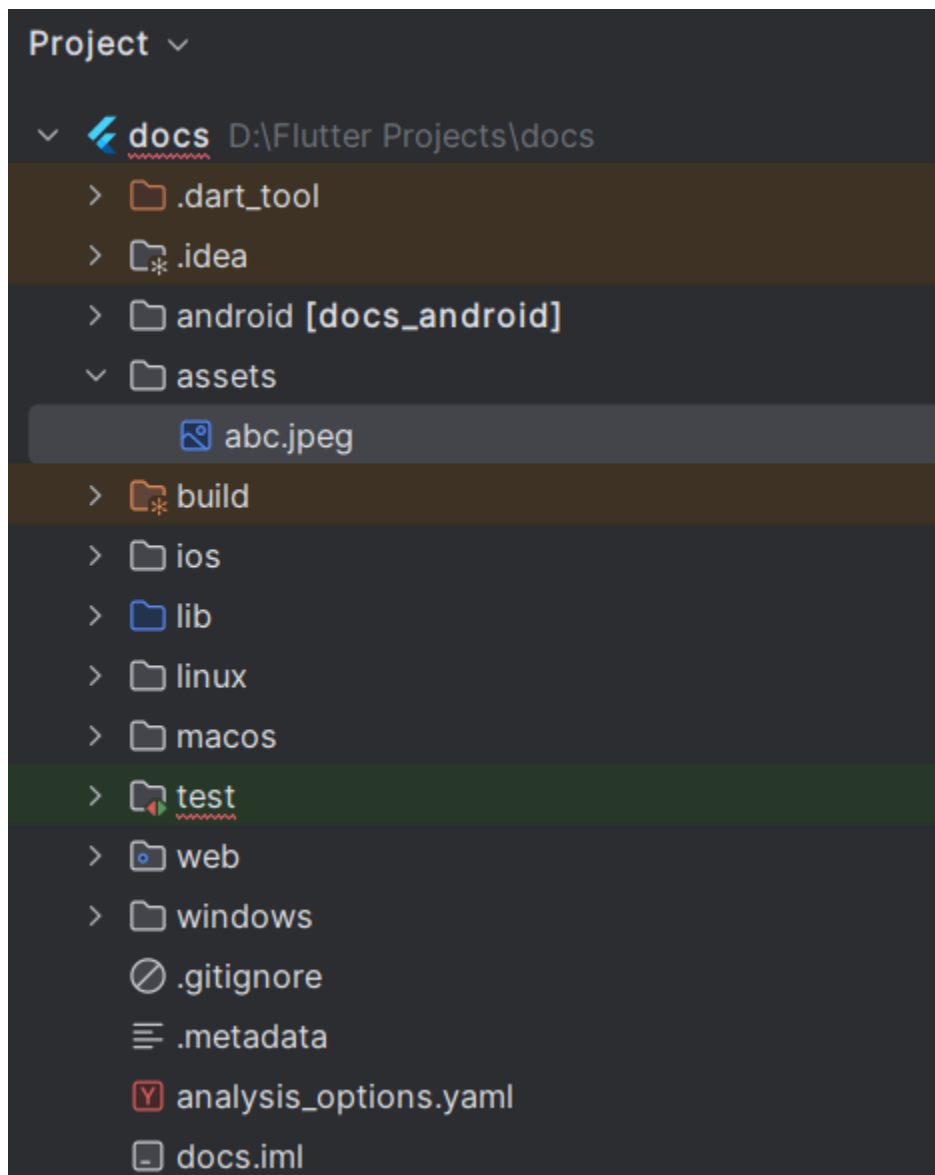 Project
docs D:\Flutter Projects\docs
.dart_tool
.idea
android [docs_android]
assets
abc.jpeg
build
ios
lib
linux
macos
test
web
windows
.gitignore
.metadata
analysis_options.yaml
docs.iml